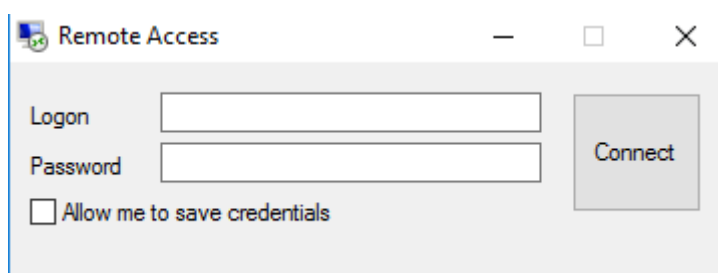 Remote Access
Logon
Password
Connect
Allow me to save credentials